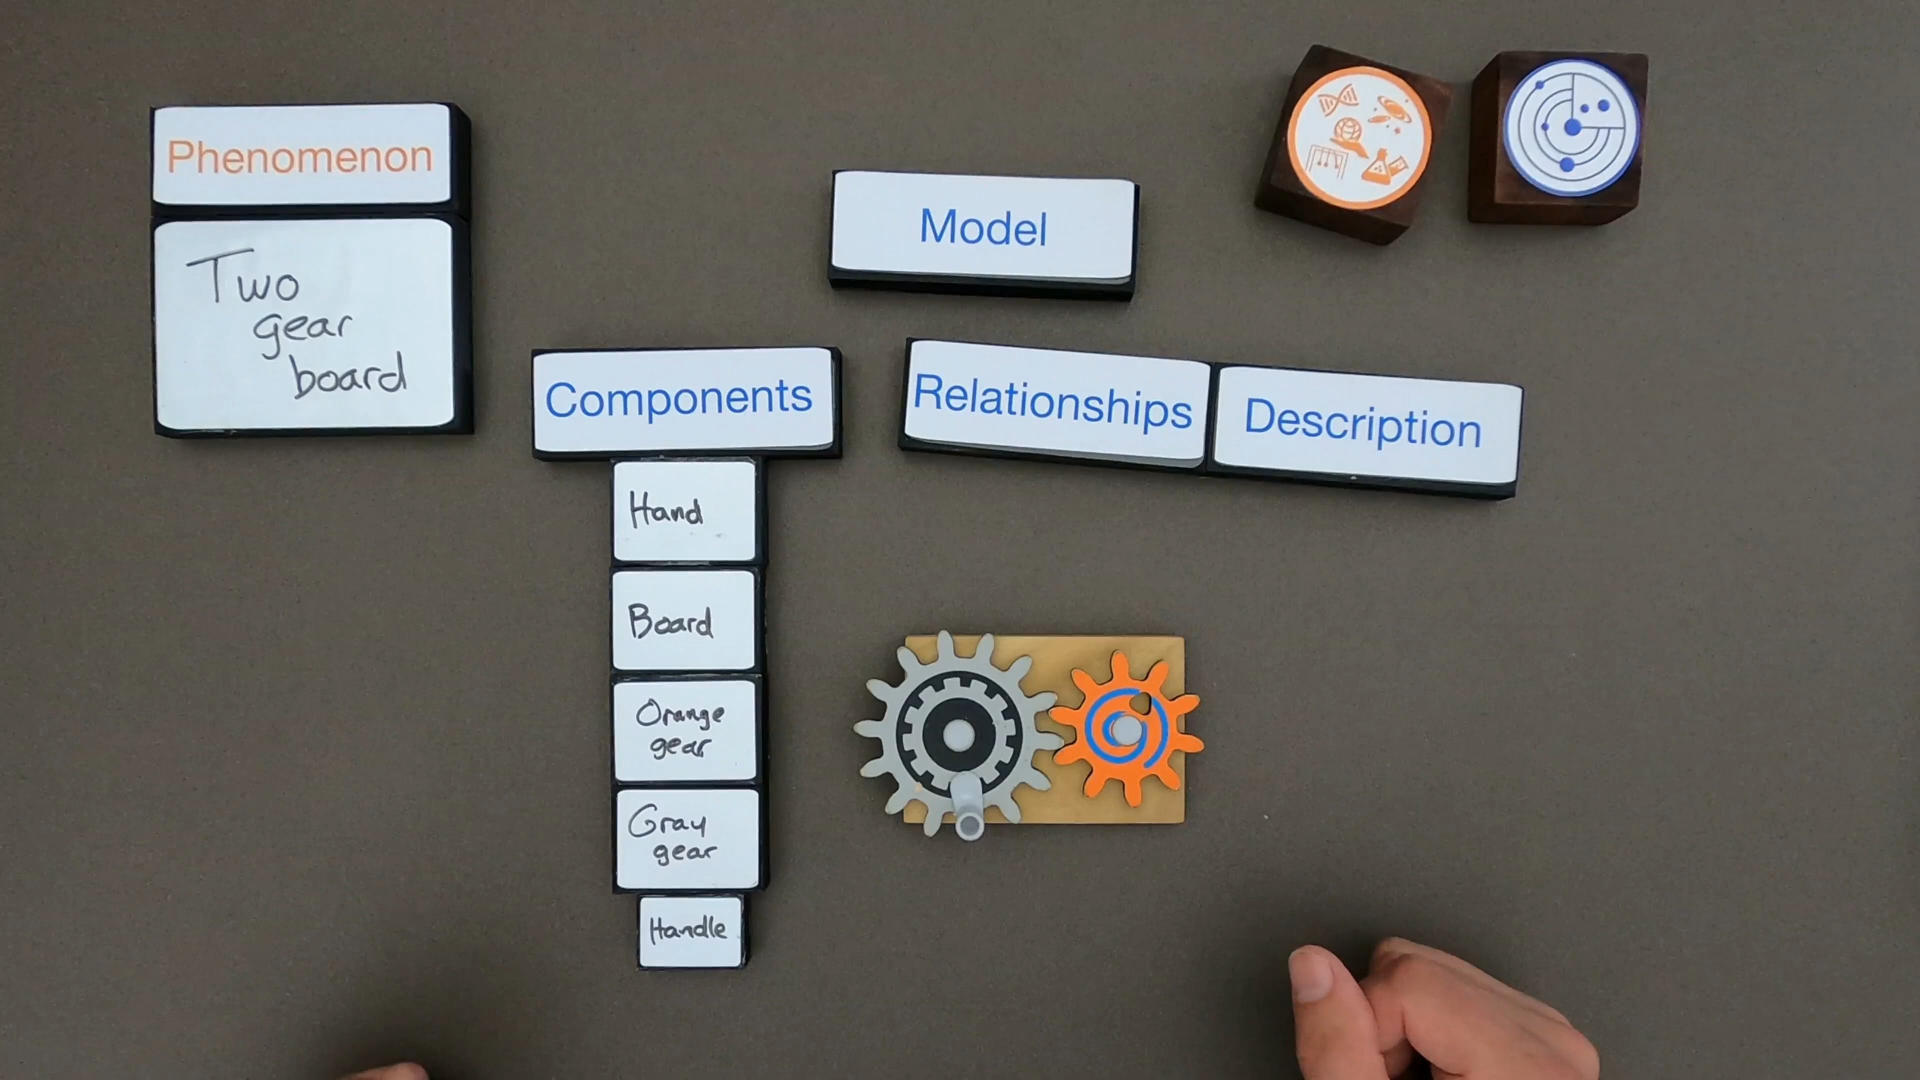 Phenomenon
Two
gear
board
Model
Components
Relationships
Description
Hand
Board
Orange
gear
Gray
gear
Handle